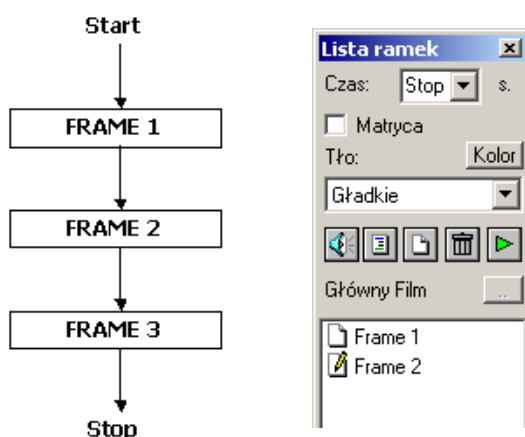 Start
FRAME 1
FRAME 2
FRAME 3
Stop
Lista ramek
Czas: Stop s.
Matryca
Tło: Kolor
Gładkie
Główny Film ..
Frame 1
Frame 2